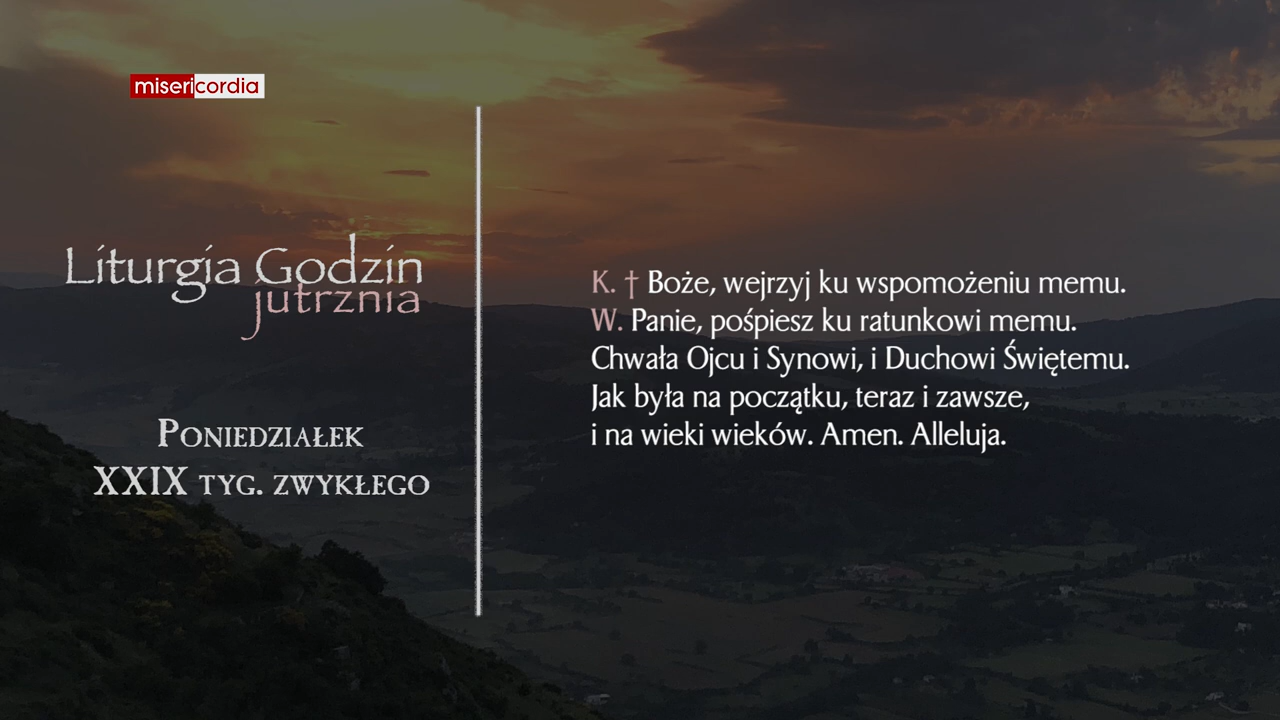 misericordia
Liturgia Godzin
jutrznia
Poniedziałek
XXIX tyg. zwykłego
K. † Boże, wejrzyj ku wspomożeniu memu.
W. Panie, pośpiesz ku ratunkowi memu.
Chwała Ojcu i Synowi, i Duchowi Świętemu.
Jak była na początku, teraz i zawsze,
i na wieki wieków. Amen. Alleluja.